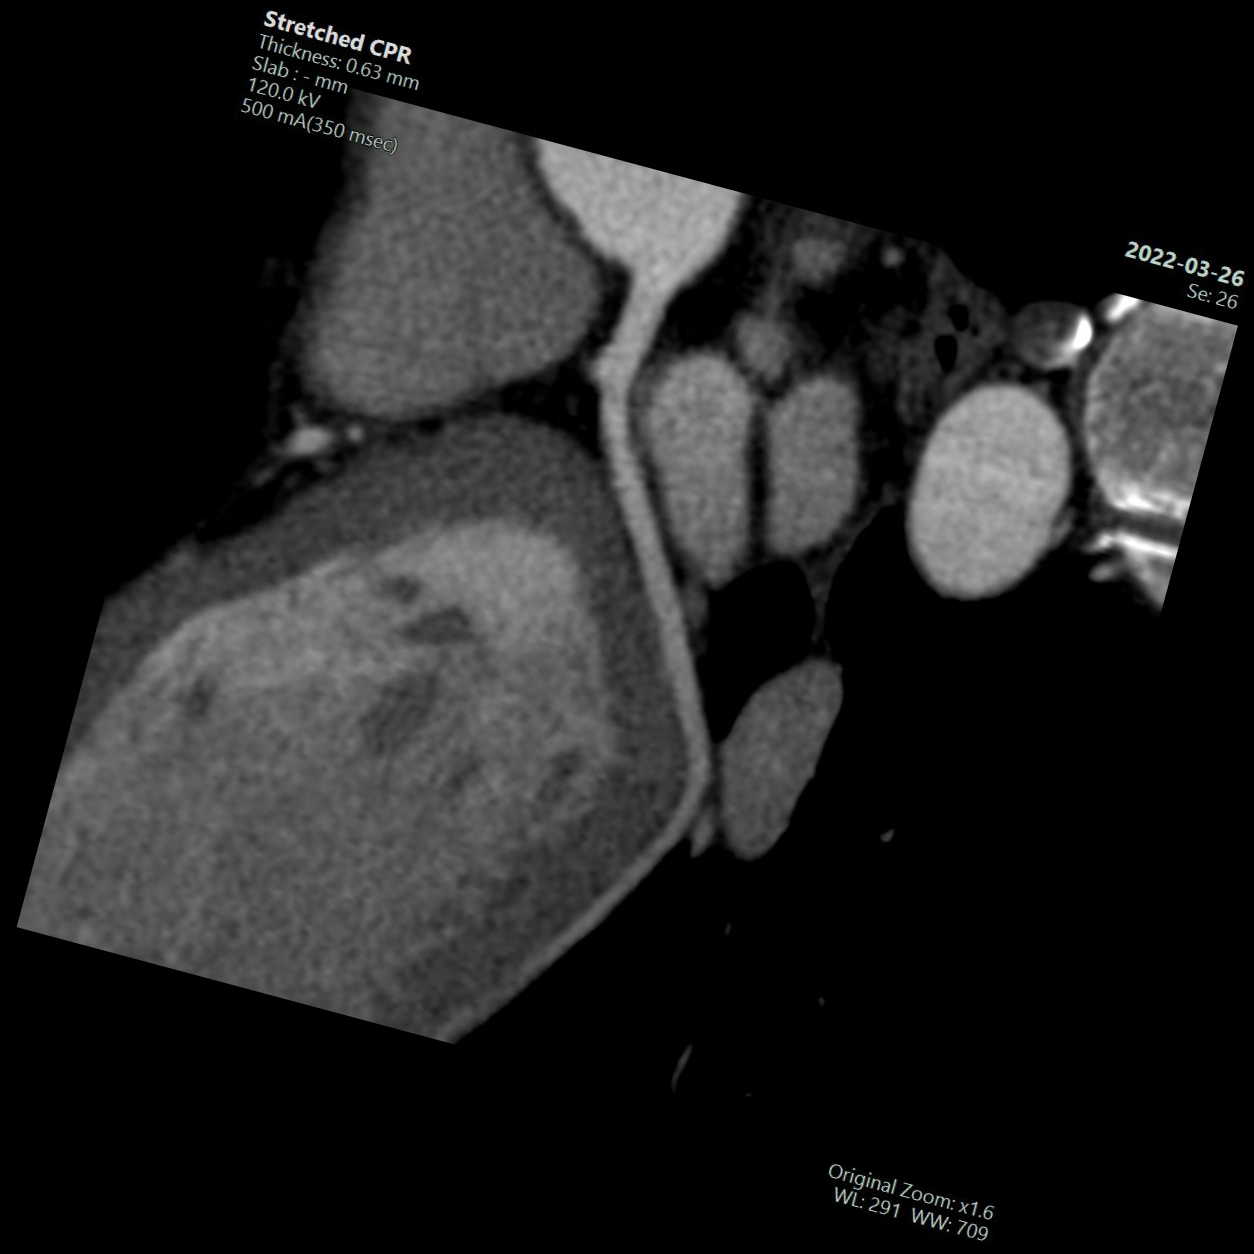 Stretched CPR
Thickness: 0.63 mm
Slab : - mm
120.0 kV
500 mA(350 msec)
2022-03-26
Se: 26
Original Zoom: x1.6
WL: 291 WW: 709